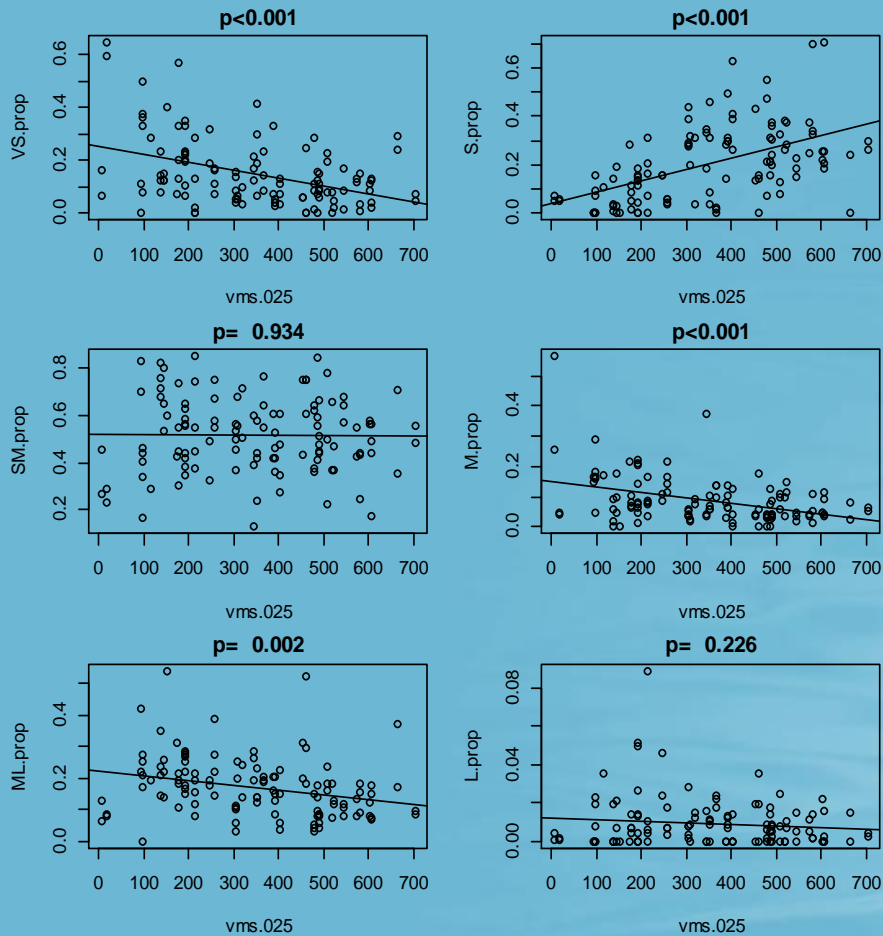 p<0.001
VS.prop
0.0 0.2 0.4 0.6
0 100 200 300 400 500 600 700
vms.025
p<0.001
S.prop
0.0 0.2 0.4 0.6
0 100 200 300 400 500 600 700
vms.025
p= 0.934
SM.prop
0.2 0.4 0.6 0.8
0 100 200 300 400 500 600 700
vms.025
p<0.001
M.prop
0.0 0.2 0.4
0 100 200 300 400 500 600 700
vms.025
p= 0.002
ML.prop
0.0 0.2 0.4
0 100 200 300 400 500 600 700
vms.025
p= 0.226
L.prop
0.00 0.04 0.08
0 100 200 300 400 500 600 700
vms.025